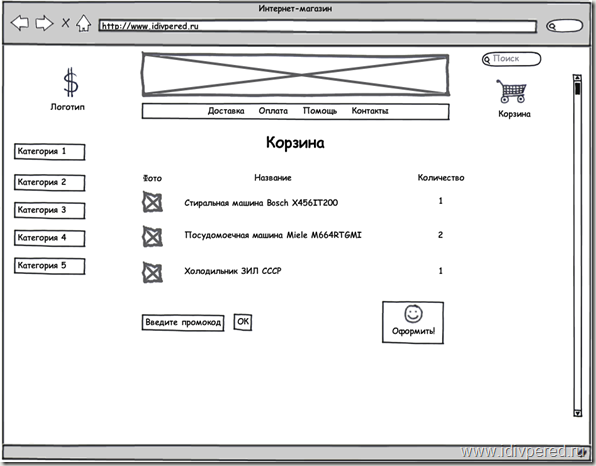 Интернет-магазин
X
http://www.idivpered.ru
Поиск
$
Логотип
Корзина
Доставка Оплата Помощь Контакты
Корзина
Категория 1
Категория 2
Категория 3
Категория 4
Категория 5
Фото Название Количество
Стиральная машина Bosch X456IT200 1
Посудомоечная машина Miele M664RTGMI 2
Холодильник ЗИЛ СССР 1
Введите промокод OK
Оформить!
www.idivpered.ru